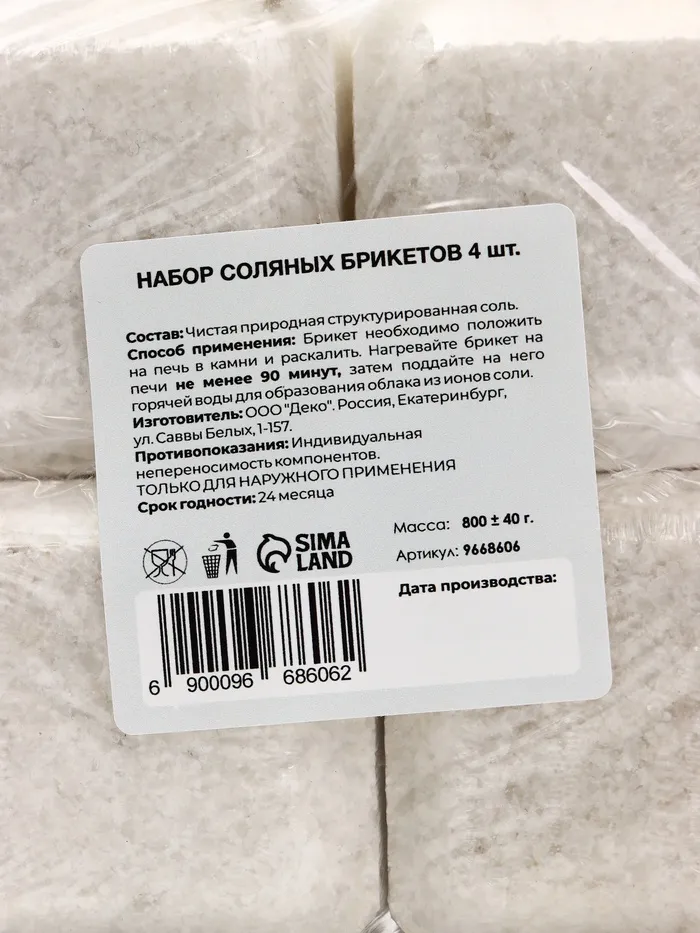 НАБОР СОЛЯНЫХ БРИКЕТОВ 4 шт.
Состав: Чистая природная структурированная соль.
Способ применения: Брикет необходимо положить
на печь в камни и раскалить. Нагревайте брикет на
печи не менее 90 минут, затем поддайте на него
горячей воды для образования облака из ионов соли.
Изготовитель: ООО "Деко". Россия, Екатеринбург,
ул. Саввы Белых, 1-157.
Противопоказания: Индивидуальная
непереносимость компонентов.
ТОЛЬКО ДЛЯ НАРУЖНОГО ПРИМЕНЕНИЯ
Срок годности: 24 месяца
SIMA
LAND
Масса: 800 ± 40 г.
Артикул: 9668606
Дата производства:
6 900096 686062